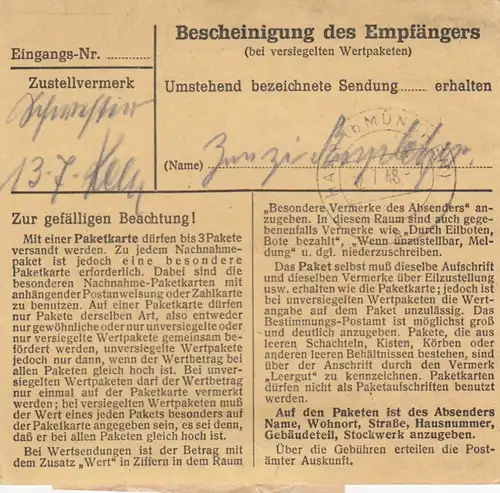 Bescheinigung des Empfängers
(bei versiegelten Wertpaketen)
Eingangs-Nr. ..........
Zustellvermerk
Umstehend bezeichnete Sendung....... erhalten
Schwester
13.7.
(Name)
Zur gefälligen Beachtung!
Mit einer Paketkarte dürfen bis 3 Pakete
versandt werden. Zu jedem Nachnahme-
paket ist jedoch eine besondere
Paketkarte erforderlich. Dabei sind die
besonderen Nachnahme-Paketkarten mit
anhängender Postanweisung oder Zahlkarte
zu benutzen. Auf einer Paketkarte dürfen
nur Pakete derselben Art, also entweder
nur gewöhnliche oder nur unversiegelte oder
nur versiegelte Wertpakete gemeinsam be-
fördert werden, unversiegelte Wertpakete
jedoch nur dann, wenn der Wertbetrag bei
allen Paketen gleich hoch ist. Bei unver-
siegelten Wertpaketen darf der Wertbetrag
nur einmal auf der Paketkarte vermerkt
werden; bei versiegelten Wertpaketen muß
der Wert eines jeden Pakets besonders auf
der Paketkarte angegeben sein, es sei denn,
daß er bei allen Paketen gleich hoch ist.
Bei Wertsendungen ist der Betrag mit
dem Zusatz „Wert" in Ziffern in dem Raum
„Besondere Vermerke des Absenders" an-
zugeben. In diesem Raum sind auch gege-
benenfalls Vermerke wie „Durch Eilboten,
Bote bezahlt", „Wenn unzustellbar, Mel-
dung" u. dgl. niederzuschreiben.
Das Paket selbst muß dieselbe Aufschrift
und dieselben Vermerke über Eilzustellung
usw. erhalten wie die Paketkarte; jedoch ist
bei unversiegelten Wertpaketen die Wert-
angabe auf dem Paket unzulässig. Das
Bestimmungs-Postamt ist möglichst groß
und deutlich anzugeben. Pakete, die aus
leeren Schachteln, Kisten, Körben oder
anderen leeren Behältnissen bestehen, sind
über der Anschrift durch den Vermerk
„Leergut" zu kennzeichnen. Paketkarten
dürfen nicht als Paketaufschriften benutzt
werden.
Auf den Paketen ist des Absenders
Name, Wohnort, Straße, Hausnummer,
Gebäudeteil, Stockwerk anzugeben.
Über die Gebühren erteilen die Post-
ämter Auskunft.